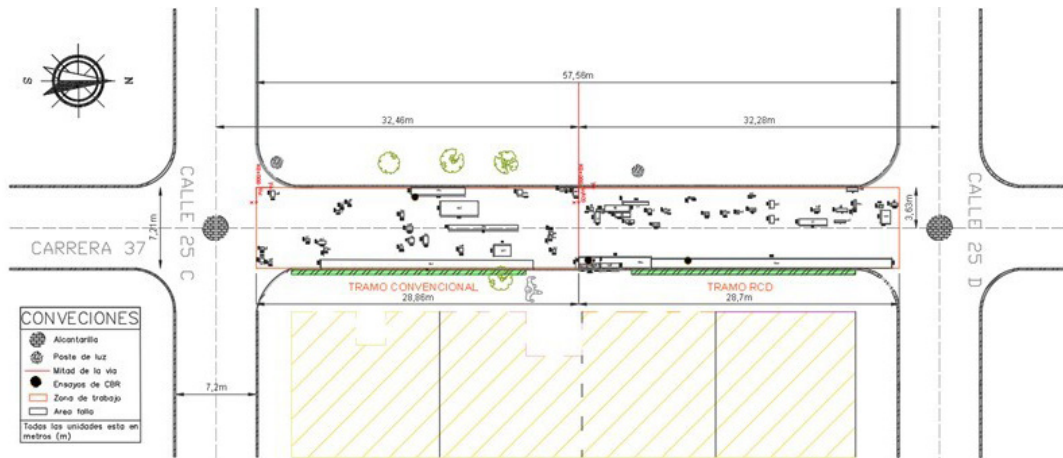 57,56m
32,46m
32,28m
S
N
CALLE 25 C
CALLE 25 D
7,21m
3,63m
CARRERA 37
TRAMO CONVENCIONAL
TRAMO RCD
28,86m
28,7m
7,2m
CONVECIONES
Alcantarilla
Poste de luz
Mitad de la via
Ensayos de CBR
Zona de trabajo
Area falla
Todas las unidades esta en
metros (m)